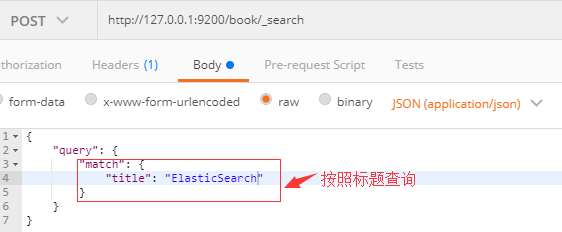 POST http://127.0.0.1:9200/book/_search
thorization Headers (1) Body Pre-request Script Tests
form-data x-www-form-urlencoded raw binary JSON (application/json)
1 {
2 "query": {
3 "match": {
4 "title": "ElasticSearch"
5 }
6 }
7 }
按照标题查询